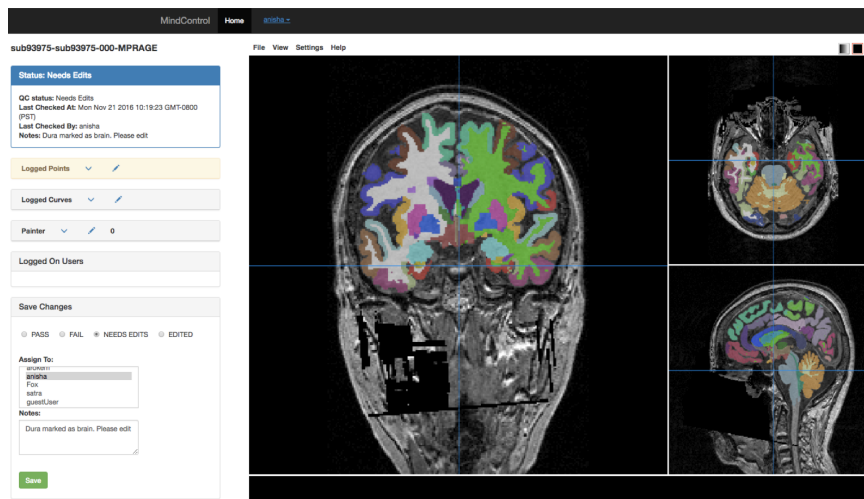 MindControl Home anisha
sub93975-sub93975-000-MPRAGE
File View Settings Help
Status: Needs Edits
QC status: Needs Edits
Last Checked At: Mon Nov 21 2016 10:19:23 GMT-0800
(PST)
Last Checked By: anisha
Notes: Dura marked as brain. Please edit
Logged Points
Logged Curves
Painter 0
Logged On Users
Save Changes
PASS FAIL NEEDS EDITS EDITED
Assign To:
arokem
anisha
Fox
satra
guestUser
Notes:
Dura marked as brain. Please edit
Save